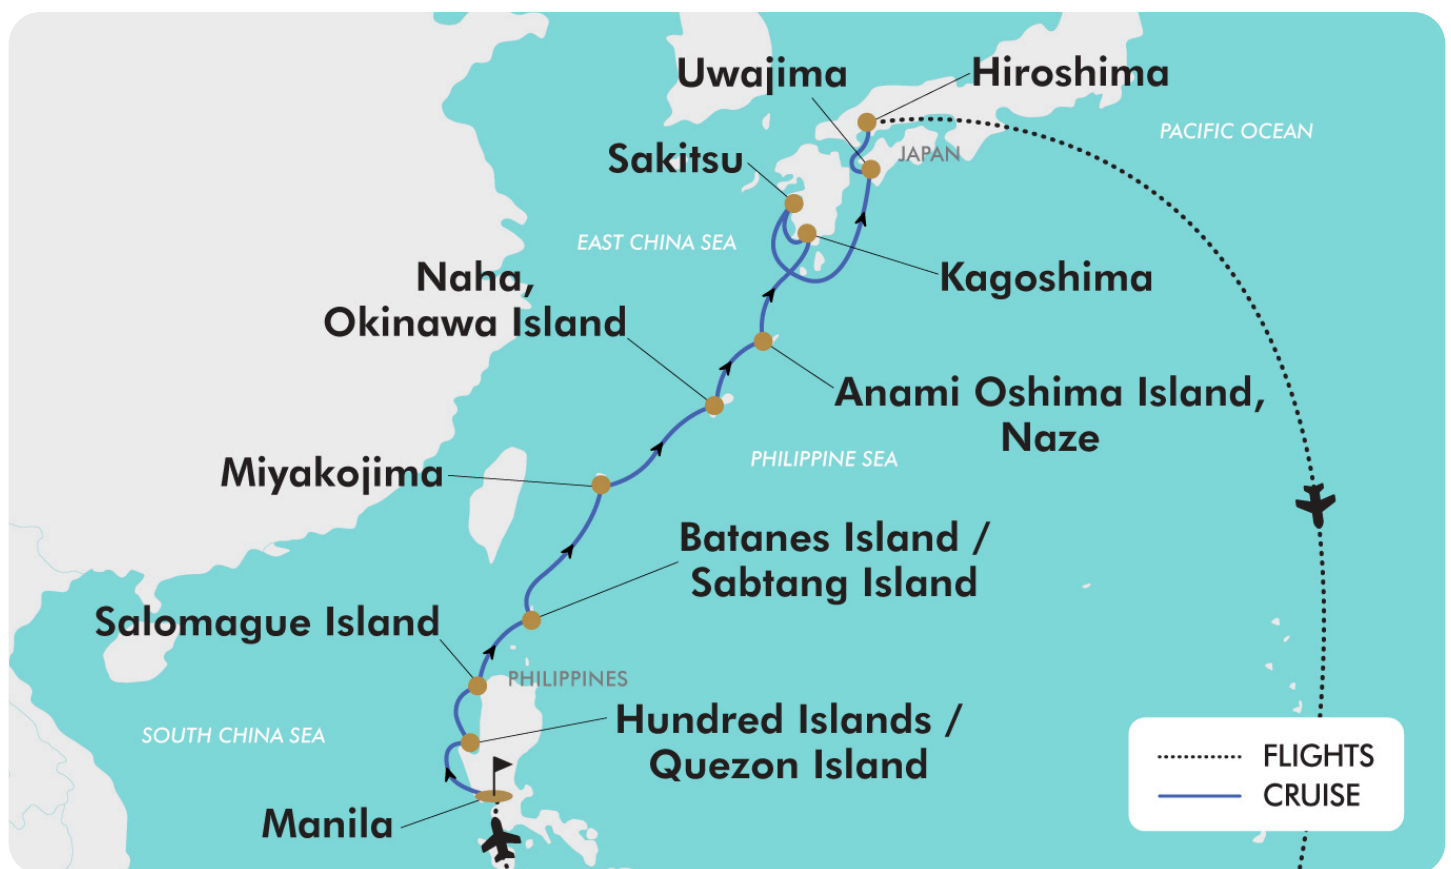 Uwajima
Hiroshima
PACIFIC OCEAN
Sakitsu
JAPAN
EAST CHINA SEA
Naha,
Okinawa Island
Kagoshima
Anami Oshima Island,
Naze
PHILIPPINE SEA
Miyakojima
Batanes Island /
Sabtang Island
Salomague Island
PHILIPPINES
SOUTH CHINA SEA
Hundred Islands /
Quezon Island
Manila
FLIGHTS
CRUISE